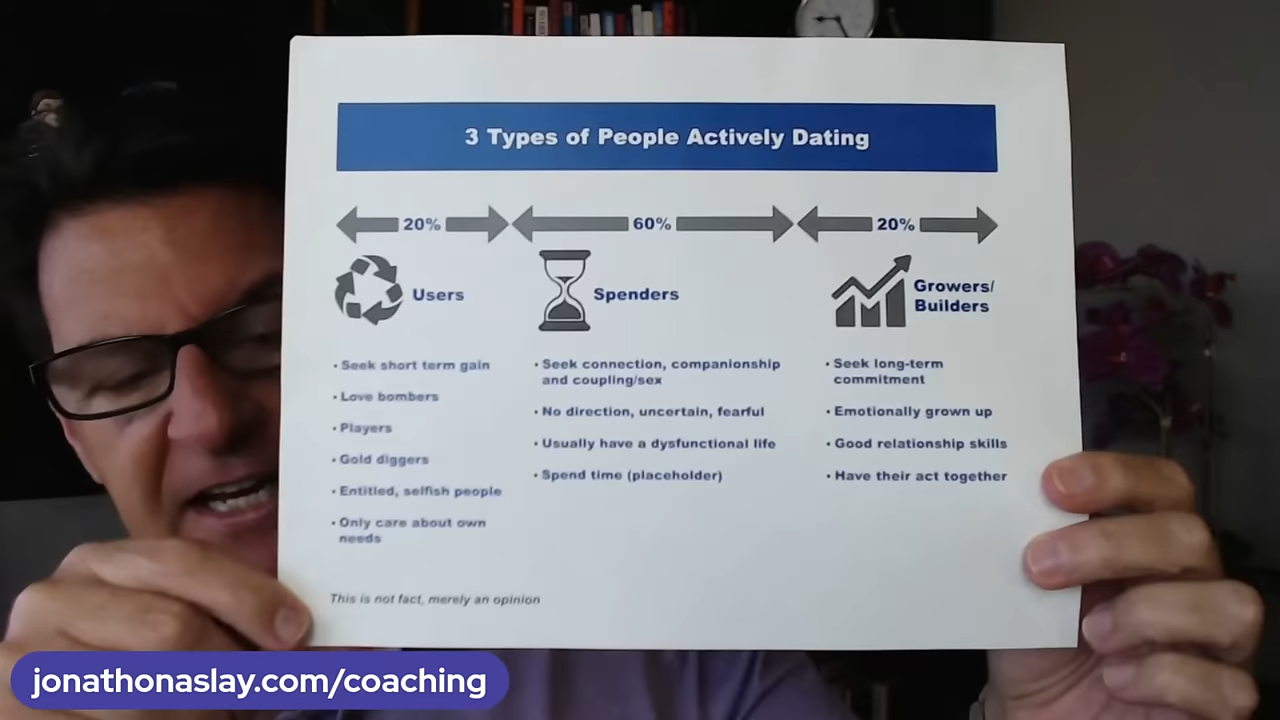 3 Types of People Actively Dating
20%
60%
20%
Users
Spenders
Growers/
Builders
• Seek short term gain
• Love bombers
• Players
• Gold diggers
• Entitled, selfish people
• Only care about own
needs
• Seek connection, companionship
and coupling/sex
• No direction, uncertain, fearful
• Usually have a dysfunctional life
• Spend time (placeholder)
• Seek long-term
commitment
• Emotionally grown up
• Good relationship skills
• Have their act together
This is not fact, merely an opinion
jonathonaslay.com/coaching